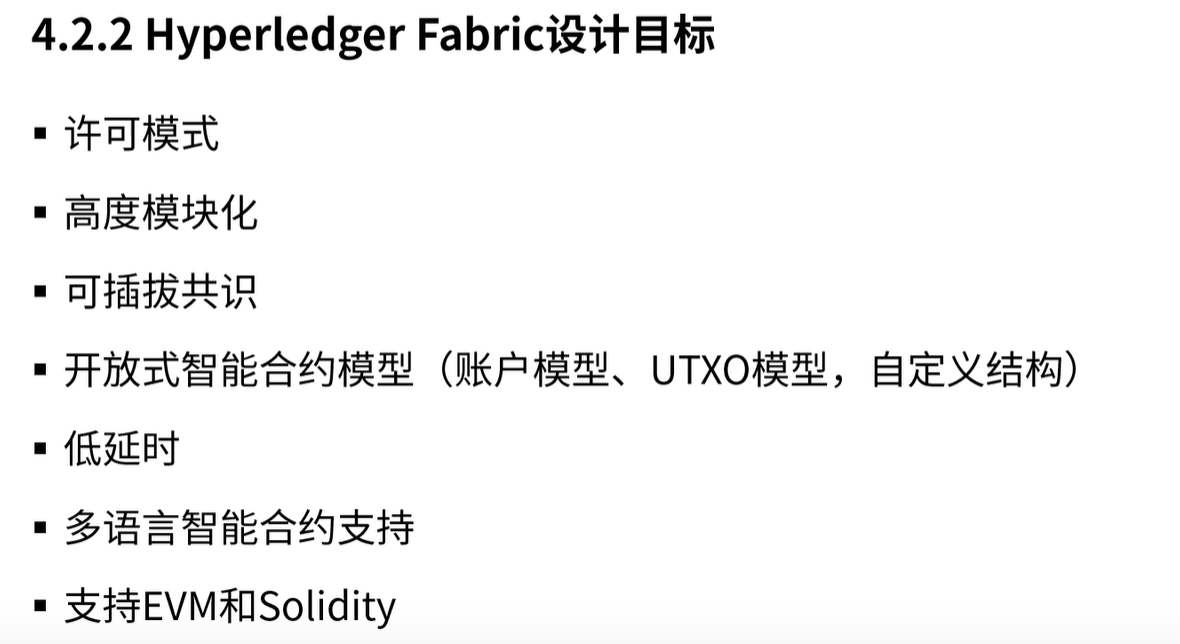 4.2.2 Hyperledger Fabric设计目标
▪ 许可模式
▪ 高度模块化
▪ 可插拔共识
▪ 开放式智能合约模型（账户模型、UTXO模型，自定义结构）
▪ 低延时
▪ 多语言智能合约支持
▪ 支持EVM和Solidity